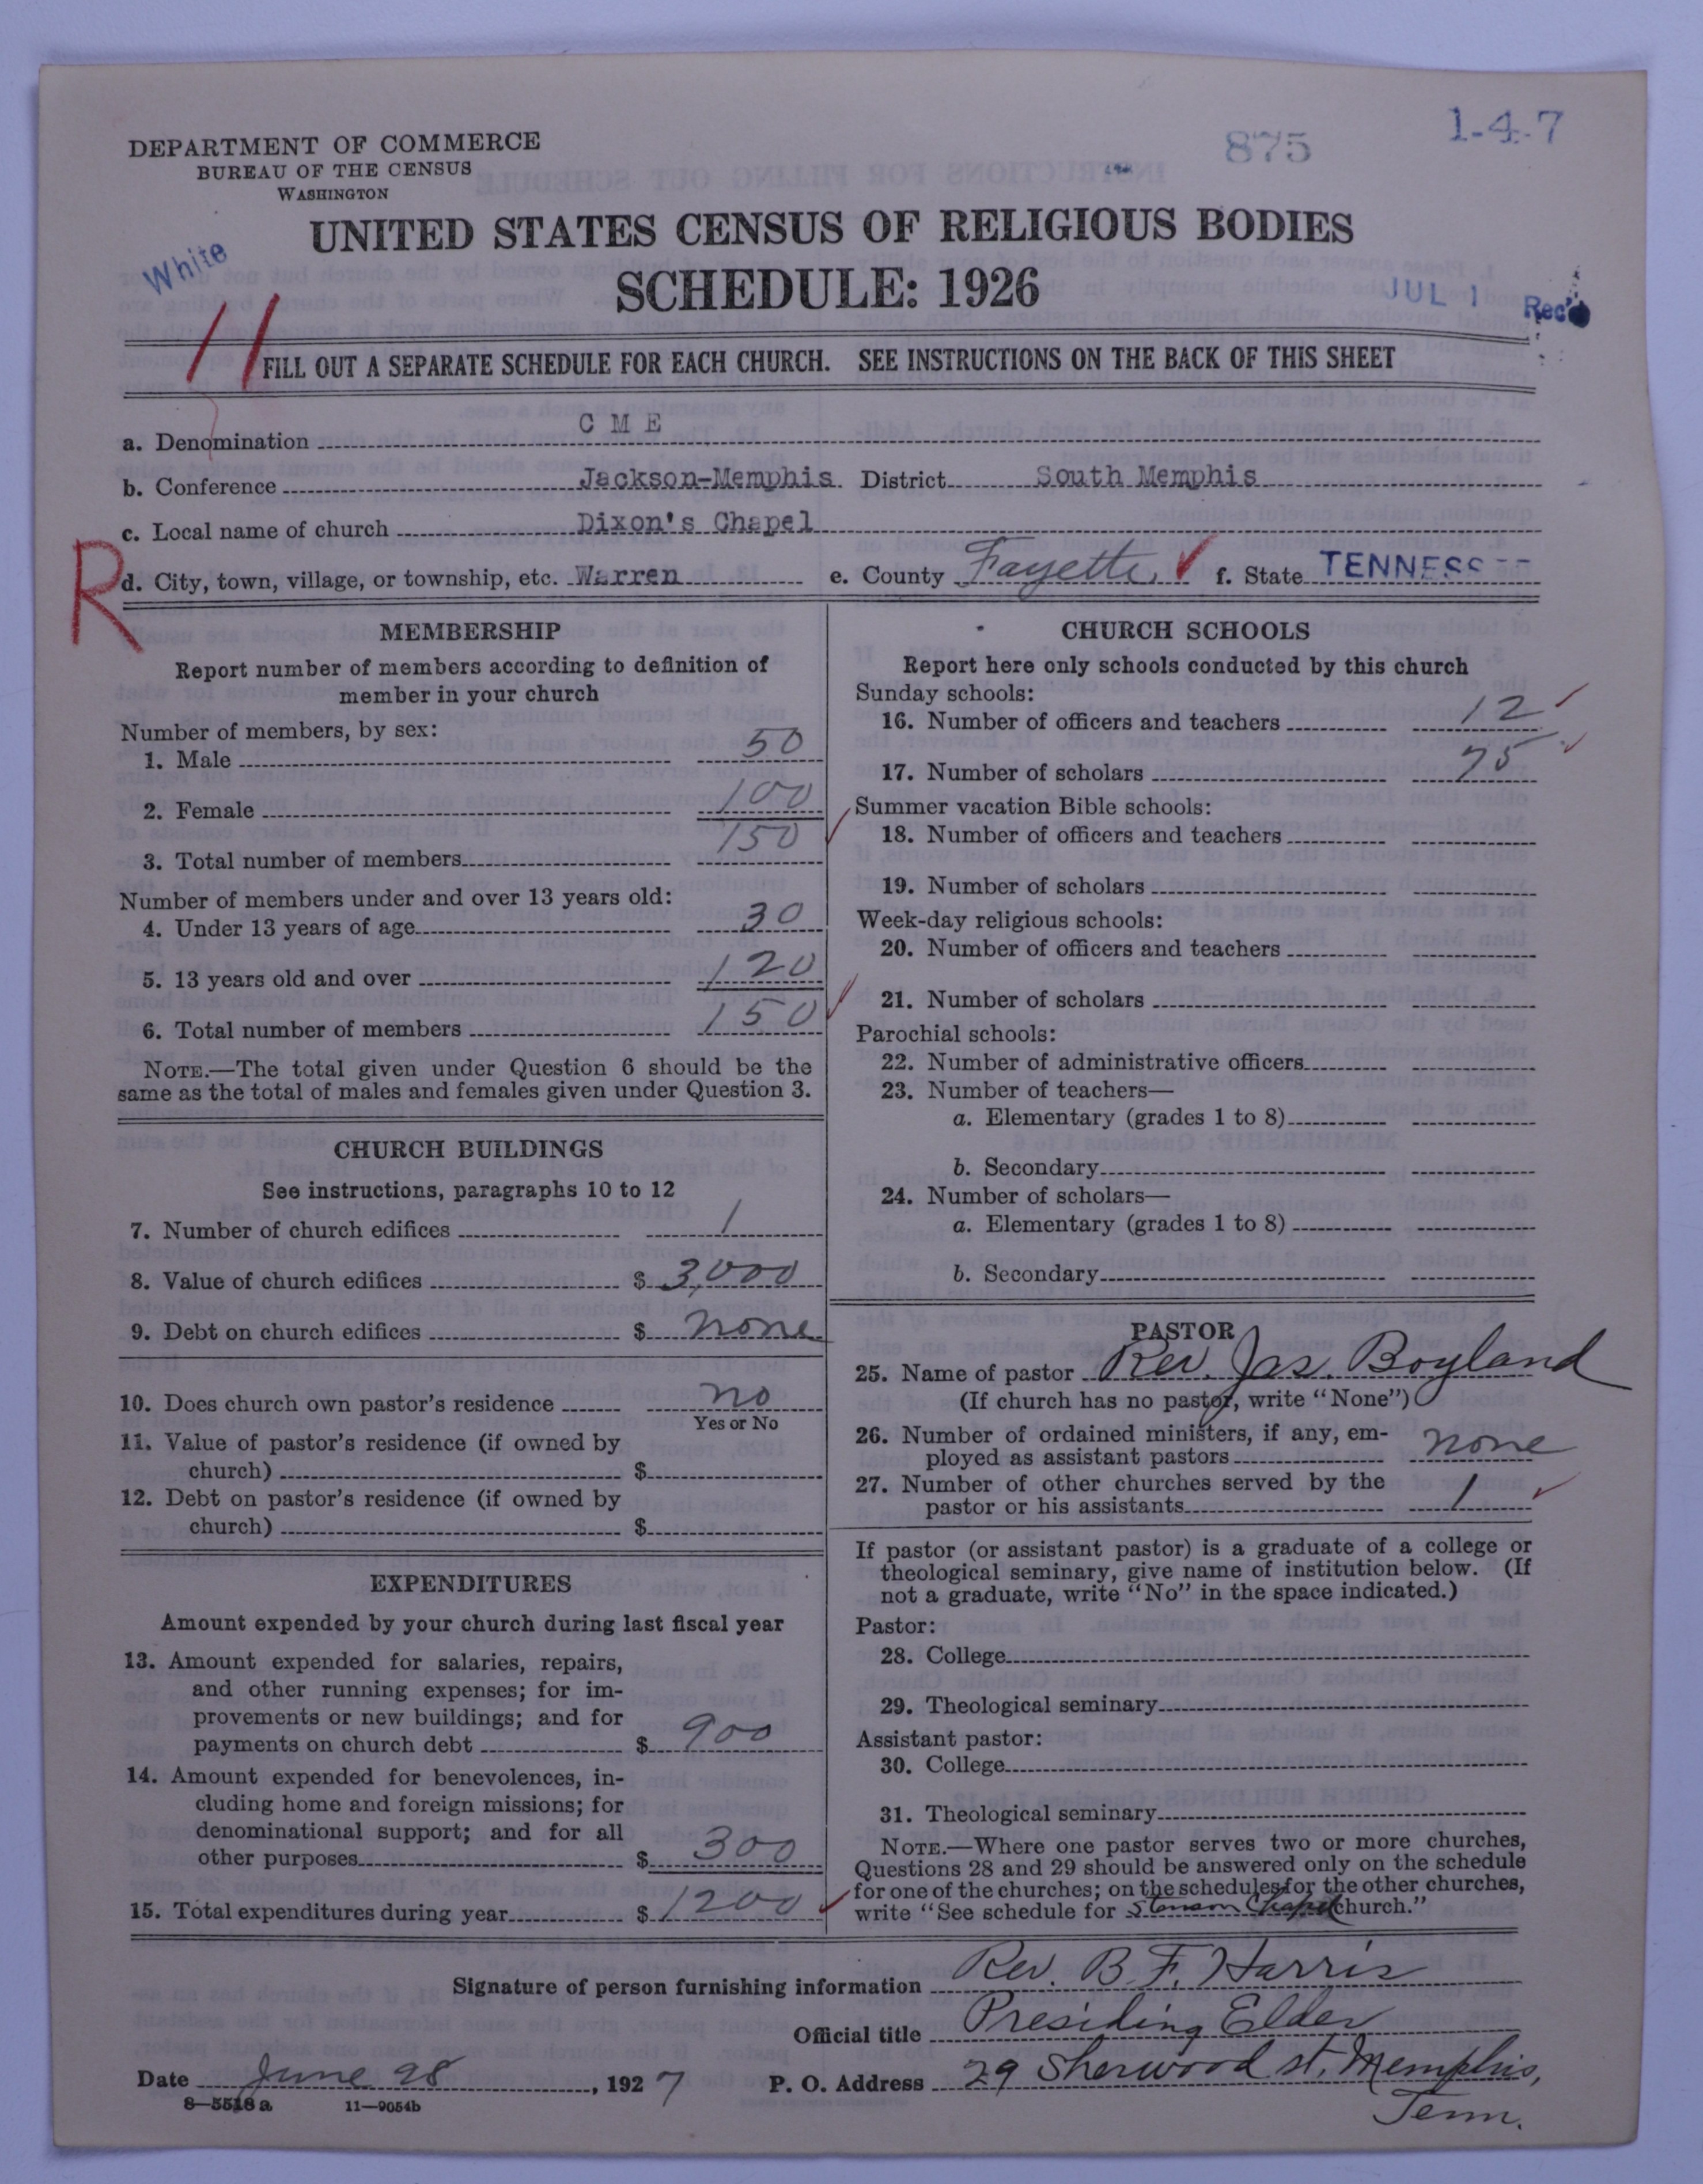 DEPARTMENT OF COMMERCE
BUREAU OF THE CENSUS
WASHINGTON
875
1-4-7
UNITED STATES CENSUS OF RELIGIOUS BODIES
White
SCHEDULE: 1926
JUL 1 Rec'd
FILL OUT A SEPARATE SCHEDULE FOR EACH CHURCH. SEE INSTRUCTIONS ON THE BACK OF THIS SHEET
a. Denomination C M E
b. Conference Jackson-Memphis District South Memphis
c. Local name of church Dixon's Chapel
R
d. City, town, village, or township, etc. Warren e. County Fayette f. State TENNESS
MEMBERSHIP
Report number of members according to definition of
member in your church
Number of members, by sex:
1. Male 50
2. Female 100
3. Total number of members 150
Number of members under and over 13 years old:
4. Under 13 years of age 30
5. 13 years old and over 120
6. Total number of members 150
NOTE.—The total given under Question 6 should be the
same as the total of males and females given under Question 3.
CHURCH BUILDINGS
See instructions, paragraphs 10 to 12
7. Number of church edifices 1
8. Value of church edifices $ 3,000
9. Debt on church edifices $ none
10. Does church own pastor's residence no
Yes or No
11. Value of pastor's residence (if owned by
church) $
12. Debt on pastor's residence (if owned by
church) $
EXPENDITURES
Amount expended by your church during last fiscal year
13. Amount expended for salaries, repairs,
and other running expenses; for im-
provements or new buildings; and for
payments on church debt $ 900
14. Amount expended for benevolences, in-
cluding home and foreign missions; for
denominational support; and for all
other purposes $ 300
15. Total expenditures during year $ 1200
CHURCH SCHOOLS
Report here only schools conducted by this church
Sunday schools:
16. Number of officers and teachers 12
17. Number of scholars 75
Summer vacation Bible schools:
18. Number of officers and teachers
19. Number of scholars
Week-day religious schools:
20. Number of officers and teachers
21. Number of scholars
Parochial schools:
22. Number of administrative officers
23. Number of teachers—
a. Elementary (grades 1 to 8)
b. Secondary
24. Number of scholars—
a. Elementary (grades 1 to 8)
b. Secondary
PASTOR
25. Name of pastor Rev. Jas. Boyland
(If church has no pastor, write "None")
26. Number of ordained ministers, if any, em-
ployed as assistant pastors none
27. Number of other churches served by the
pastor or his assistants 1
If pastor (or assistant pastor) is a graduate of a college or
theological seminary, give name of institution below. (If
not a graduate, write "No" in the space indicated.)
Pastor:
28. College
29. Theological seminary
Assistant pastor:
30. College
31. Theological seminary
NOTE.—Where one pastor serves two or more churches,
Questions 28 and 29 should be answered only on the schedule
for one of the churches; on the schedules for the other churches,
write "See schedule for Chapel church."
Signature of person furnishing information Rev. B. F. Harris
Official title Presiding Elder
Date June 28, 1927 P. O. Address 29 Sherwood st. Memphis,
Tenn.
8—5518 a 11—9054b